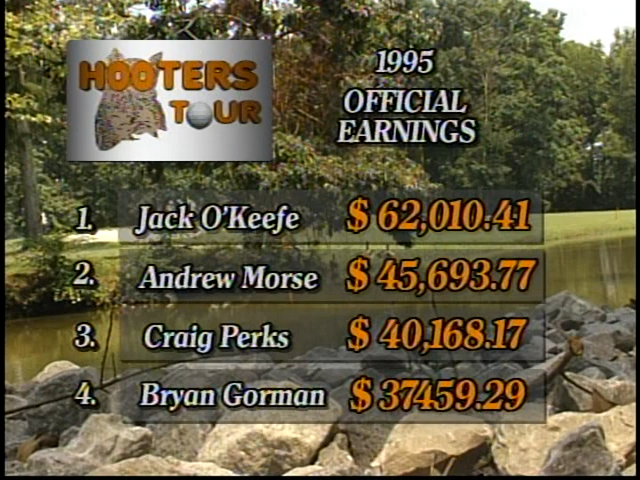 HOOTERS
TOUR
1995
OFFICIAL
EARNINGS
1. Jack O'Keefe $ 62,010.41
2. Andrew Morse $ 45,693.77
3. Craig Perks $ 40,168.17
4. Bryan Gorman $ 37459.29